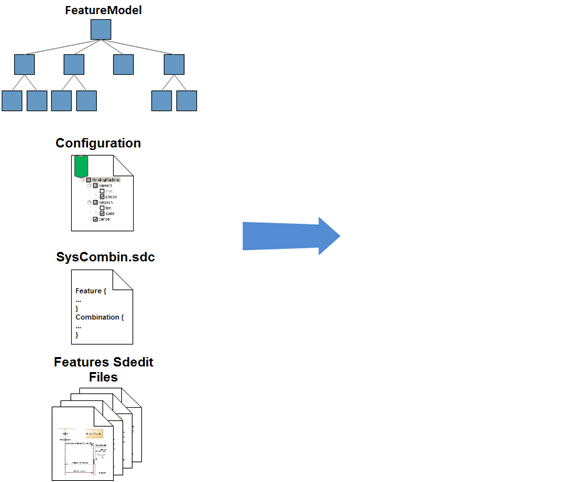 FeatureModel
Configuration
SysCombin.sdc
Feature {
...
}
Combination {
...
}
Features Sdedit
Files